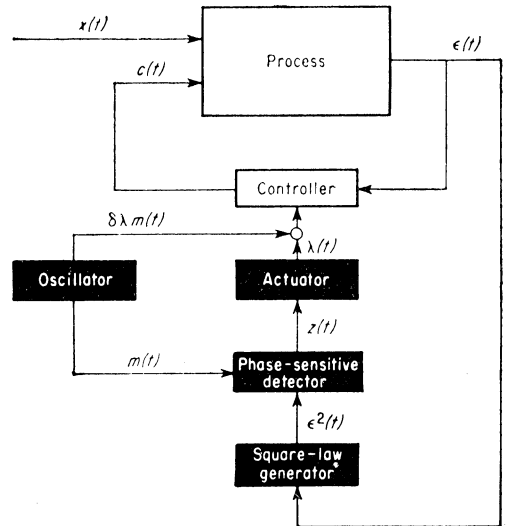 x(t)
ϵ(t)
Process
c(t)
Controller
δλ m(t)
λ(t)
Oscillator
Actuator
z(t)
m(t)
Phase-sensitive
detector
ϵ²(t)
Square-law
generator*